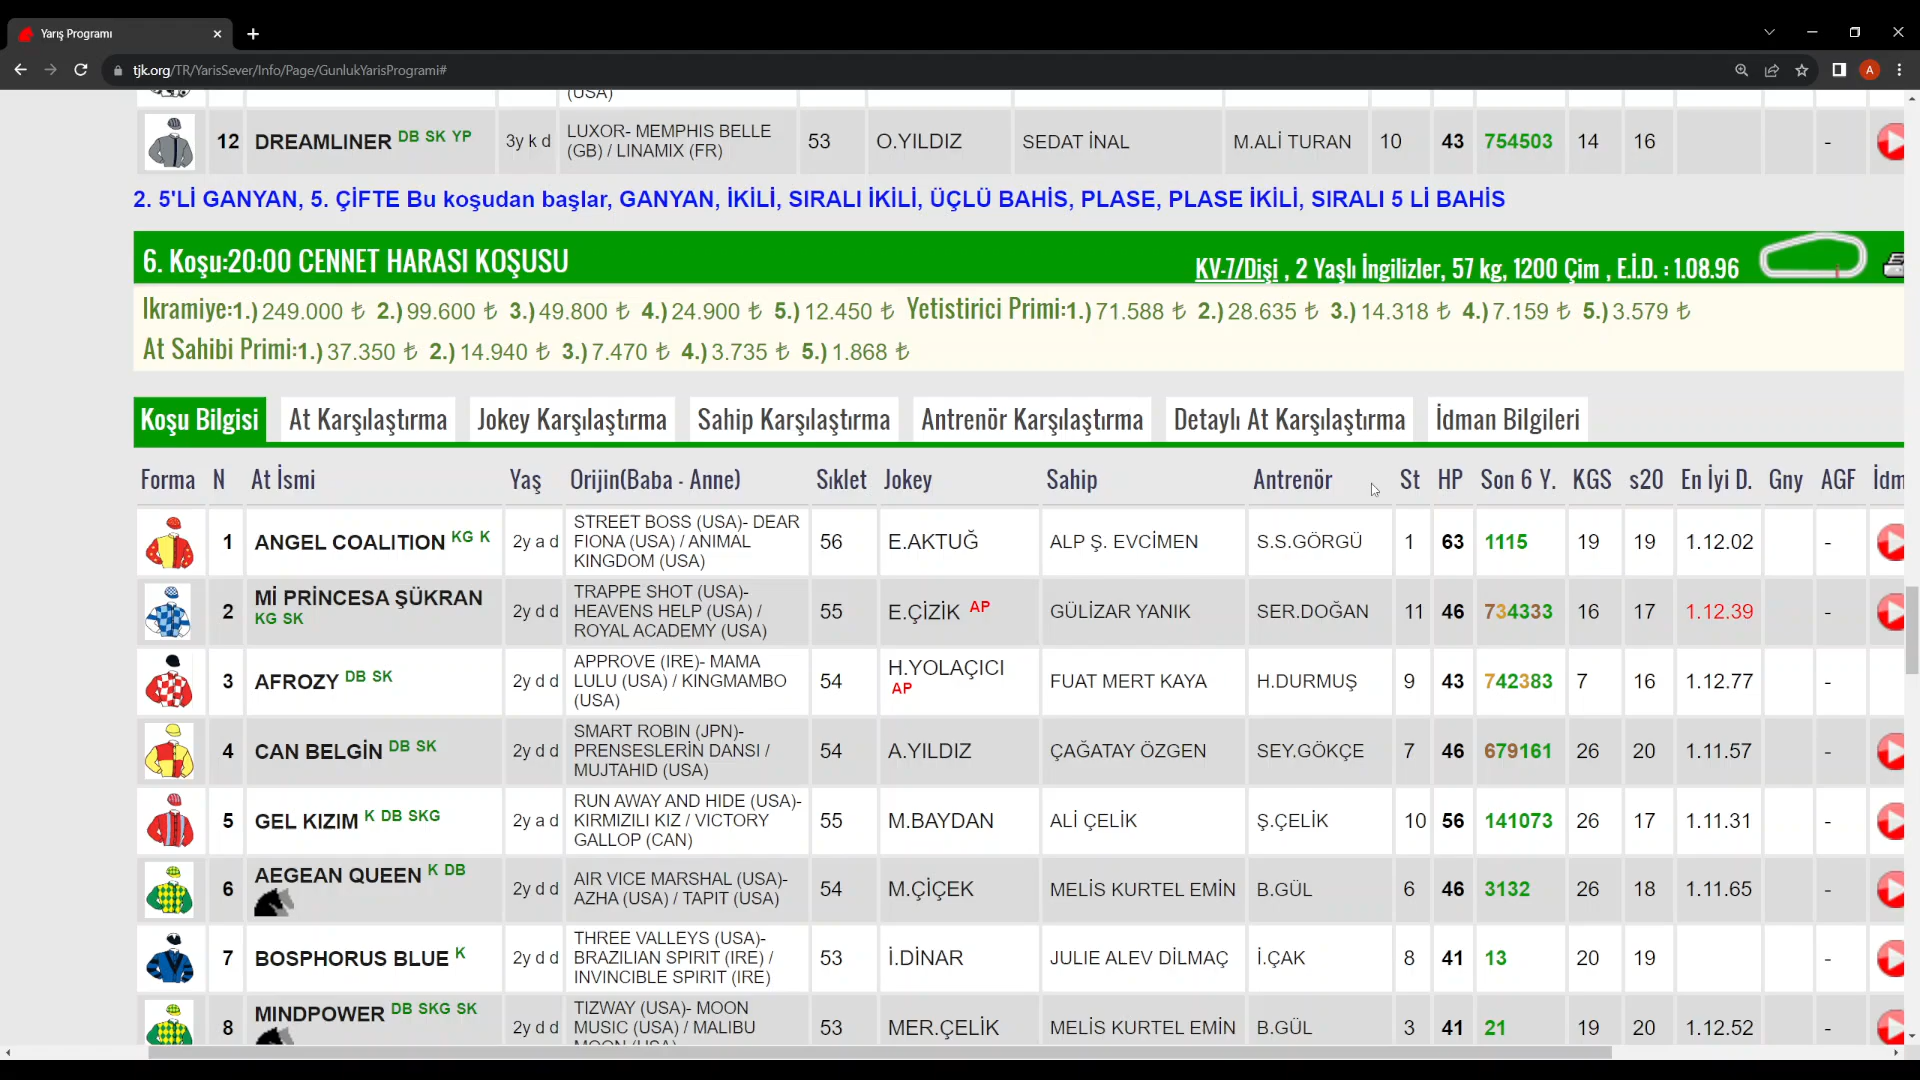 Yarış Programı
tjk.org/TR/YarisSever/Info/Page/GunlukYarisProgrami#
A
(USA)
12 DREAMLINER DB SK YP 3y k d LUXOR- MEMPHIS BELLE (GB) / LINAMIX (FR) 53 O.YILDIZ SEDAT İNAL M.ALİ TURAN 10 43 754503 14 16 -
2. 5'Lİ GANYAN, 5. ÇİFTE Bu koşudan başlar, GANYAN, İKİLİ, SIRALI İKİLİ, ÜÇLÜ BAHİS, PLASE, PLASE İKİLİ, SIRALI 5 Lİ BAHİS
6. Koşu:20:00 CENNET HARASI KOŞUSU KV-7/Dişi , 2 Yaşlı İngilizler, 57 kg, 1200 Çim , E.İ.D. : 1.08.96
Ikramiye:1.) 249.000 ₺ 2.) 99.600 ₺ 3.) 49.800 ₺ 4.) 24.900 ₺ 5.) 12.450 ₺ Yetistirici Primi:1.) 71.588 ₺ 2.) 28.635 ₺ 3.) 14.318 ₺ 4.) 7.159 ₺ 5.) 3.579 ₺
At Sahibi Primi:1.) 37.350 ₺ 2.) 14.940 ₺ 3.) 7.470 ₺ 4.) 3.735 ₺ 5.) 1.868 ₺
Koşu Bilgisi At Karşılaştırma Jokey Karşılaştırma Sahip Karşılaştırma Antrenör Karşılaştırma Detaylı At Karşılaştırma İdman Bilgileri
Forma N At İsmi Yaş Orijin(Baba - Anne) Sıklet Jokey Sahip Antrenör St HP Son 6 Y. KGS s20 En İyi D. Gny AGF İdm
1 ANGEL COALITION KG K 2y a d STREET BOSS (USA)- DEAR FIONA (USA) / ANIMAL KINGDOM (USA) 56 E.AKTUĞ ALP Ş. EVCİMEN S.S.GÖRGÜ 1 63 1115 19 19 1.12.02 -
2 Mİ PRİNCESA ŞÜKRAN KG SK 2y d d TRAPPE SHOT (USA)- HEAVENS HELP (USA) / ROYAL ACADEMY (USA) 55 E.ÇİZİK AP GÜLİZAR YANIK SER.DOĞAN 11 46 734333 16 17 1.12.39 -
3 AFROZY DB SK 2y d d APPROVE (IRE)- MAMA LULU (USA) / KINGMAMBO (USA) 54 H.YOLAÇICI AP FUAT MERT KAYA H.DURMUŞ 9 43 742383 7 16 1.12.77 -
4 CAN BELGİN DB SK 2y d d SMART ROBIN (JPN)- PRENSESLERİN DANSI / MUJTAHID (USA) 54 A.YILDIZ ÇAĞATAY ÖZGEN SEY.GÖKÇE 7 46 679161 26 20 1.11.57 -
5 GEL KIZIM K DB SKG 2y a d RUN AWAY AND HIDE (USA)- KIRMIZILI KIZ / VICTORY GALLOP (CAN) 55 M.BAYDAN ALİ ÇELİK Ş.ÇELİK 10 56 141073 26 17 1.11.31 -
6 AEGEAN QUEEN K DB 2y d d AIR VICE MARSHAL (USA)- AZHA (USA) / TAPIT (USA) 54 M.ÇİÇEK MELİS KURTEL EMİN B.GÜL 6 46 3132 26 18 1.11.65 -
7 BOSPHORUS BLUE K 2y d d THREE VALLEYS (USA)- BRAZILIAN SPIRIT (IRE) / INVINCIBLE SPIRIT (IRE) 53 İ.DİNAR JULIE ALEV DİLMAÇ İ.ÇAK 8 41 13 20 19 -
8 MINDPOWER DB SKG SK 2y d d TIZWAY (USA)- MOON MUSIC (USA) / MALIBU MOON (USA) 53 MER.ÇELİK MELİS KURTEL EMİN B.GÜL 3 41 21 19 20 1.12.52 -